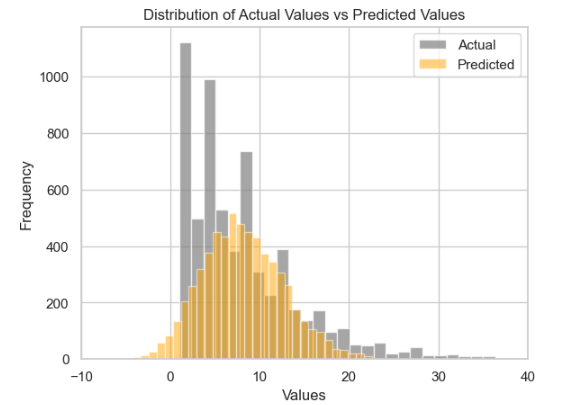 Distribution of Actual Values vs Predicted Values
Actual
Predicted
1000
800
600
400
200
0
Frequency
−10 0 10 20 30 40
Values